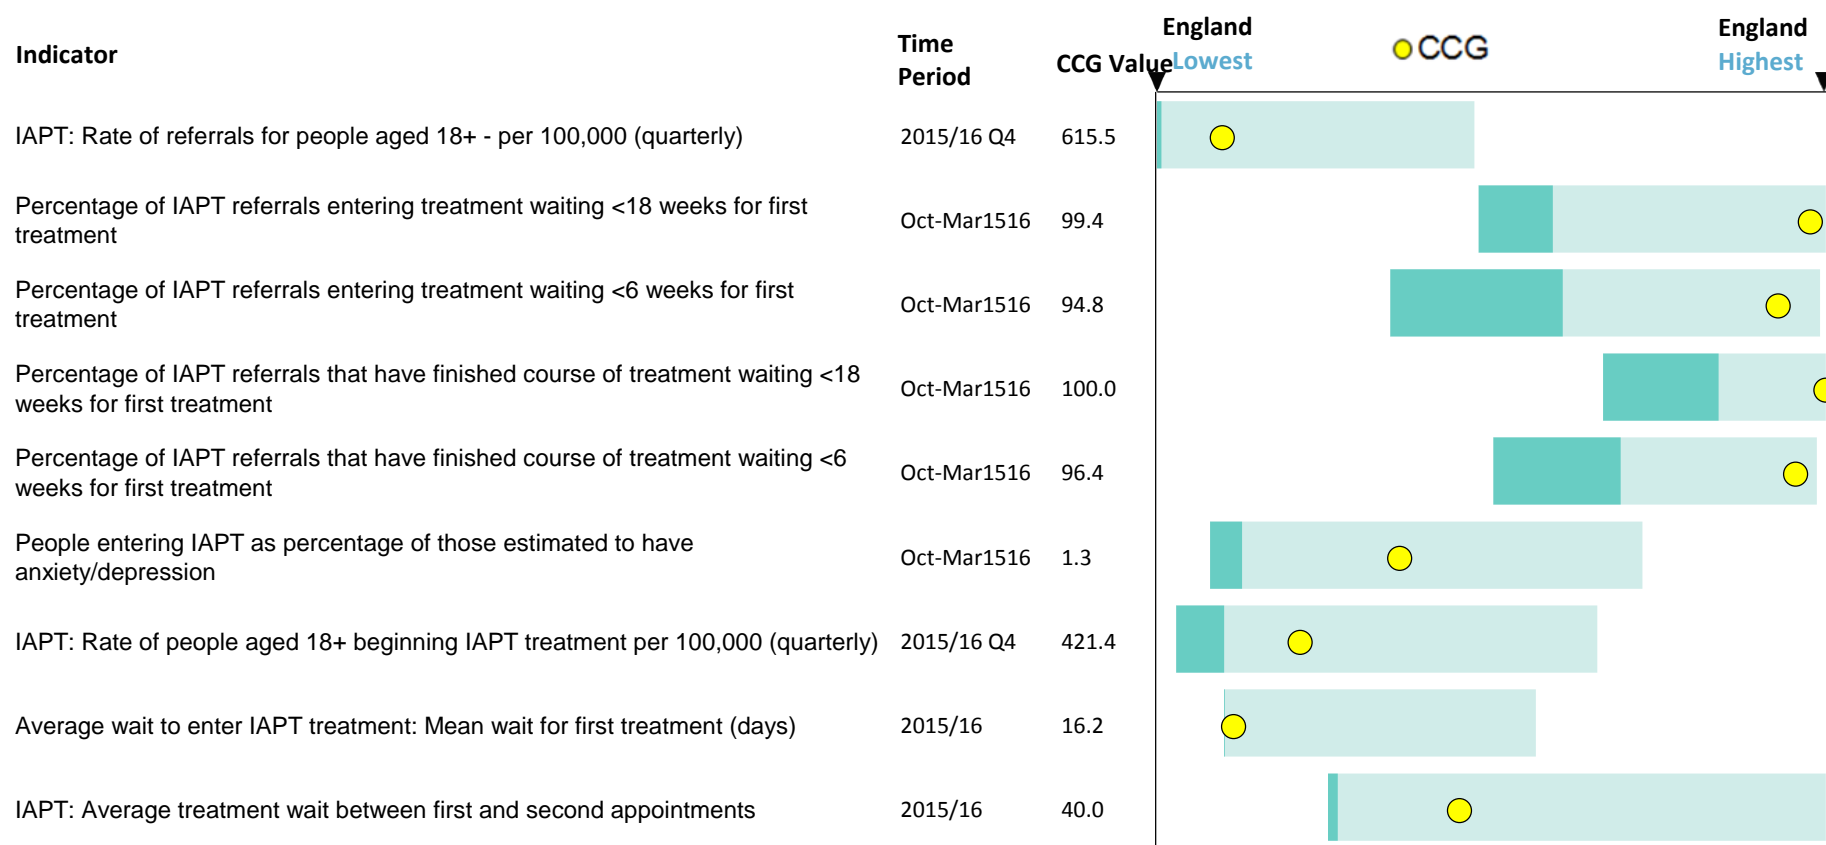 Indicator
Time
Period
CCG Value
England
Lowest
CCG
England
Highest
IAPT: Rate of referrals for people aged 18+ - per 100,000 (quarterly) 2015/16 Q4 615.5
Percentage of IAPT referrals entering treatment waiting <18 weeks for first
treatment
Oct-Mar1516 99.4
Percentage of IAPT referrals entering treatment waiting <6 weeks for first
treatment
Oct-Mar1516 94.8
Percentage of IAPT referrals that have finished course of treatment waiting <18
weeks for first treatment
Oct-Mar1516 100.0
Percentage of IAPT referrals that have finished course of treatment waiting <6
weeks for first treatment
Oct-Mar1516 96.4
People entering IAPT as percentage of those estimated to have
anxiety/depression
Oct-Mar1516 1.3
IAPT: Rate of people aged 18+ beginning IAPT treatment per 100,000 (quarterly) 2015/16 Q4 421.4
Average wait to enter IAPT treatment: Mean wait for first treatment (days) 2015/16 16.2
IAPT: Average treatment wait between first and second appointments 2015/16 40.0